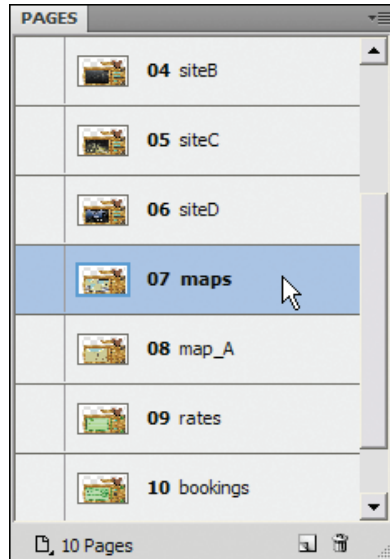 PAGES
04 siteB
05 siteC
06 siteD
07 maps
08 map_A
09 rates
10 bookings
10 Pages